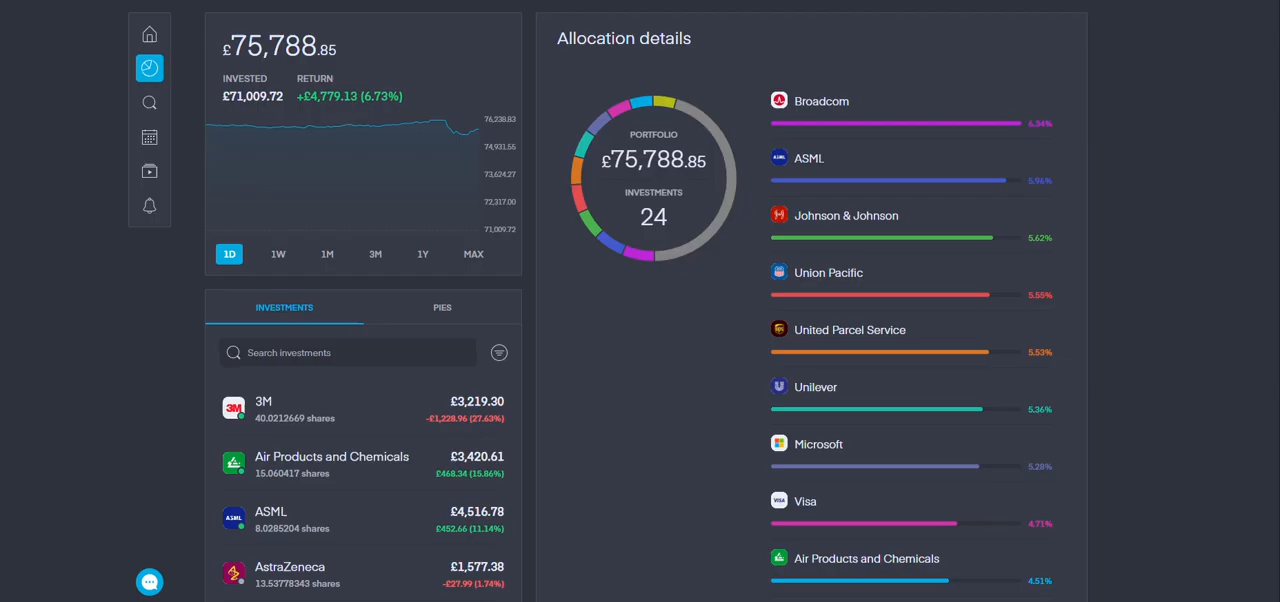 £75,788.85
INVESTED RETURN
£71,009.72 +£4,779.13 (6.73%)
76,238.83
74,931.55
73,624.27
72,317.00
71,009.72
1D 1W 1M 3M 1Y MAX
INVESTMENTS PIES
Search investments
3M £3,219.30
40.0212669 shares -£1,228.96 (27.63%)
Air Products and Chemicals £3,420.61
15.060417 shares £468.34 (15.86%)
ASML ASML £4,516.78
8.0285204 shares £452.66 (11.14%)
AstraZeneca £1,577.38
13.53778343 shares -£27.99 (1.74%)
Allocation details
PORTFOLIO
£75,788.85
INVESTMENTS
24
Broadcom
6.34%
ASML ASML
5.96%
Johnson & Johnson
5.62%
Union Pacific
5.55%
ups United Parcel Service
5.53%
Unilever
5.36%
Microsoft
5.28%
VISA Visa
4.71%
Air Products and Chemicals
4.51%